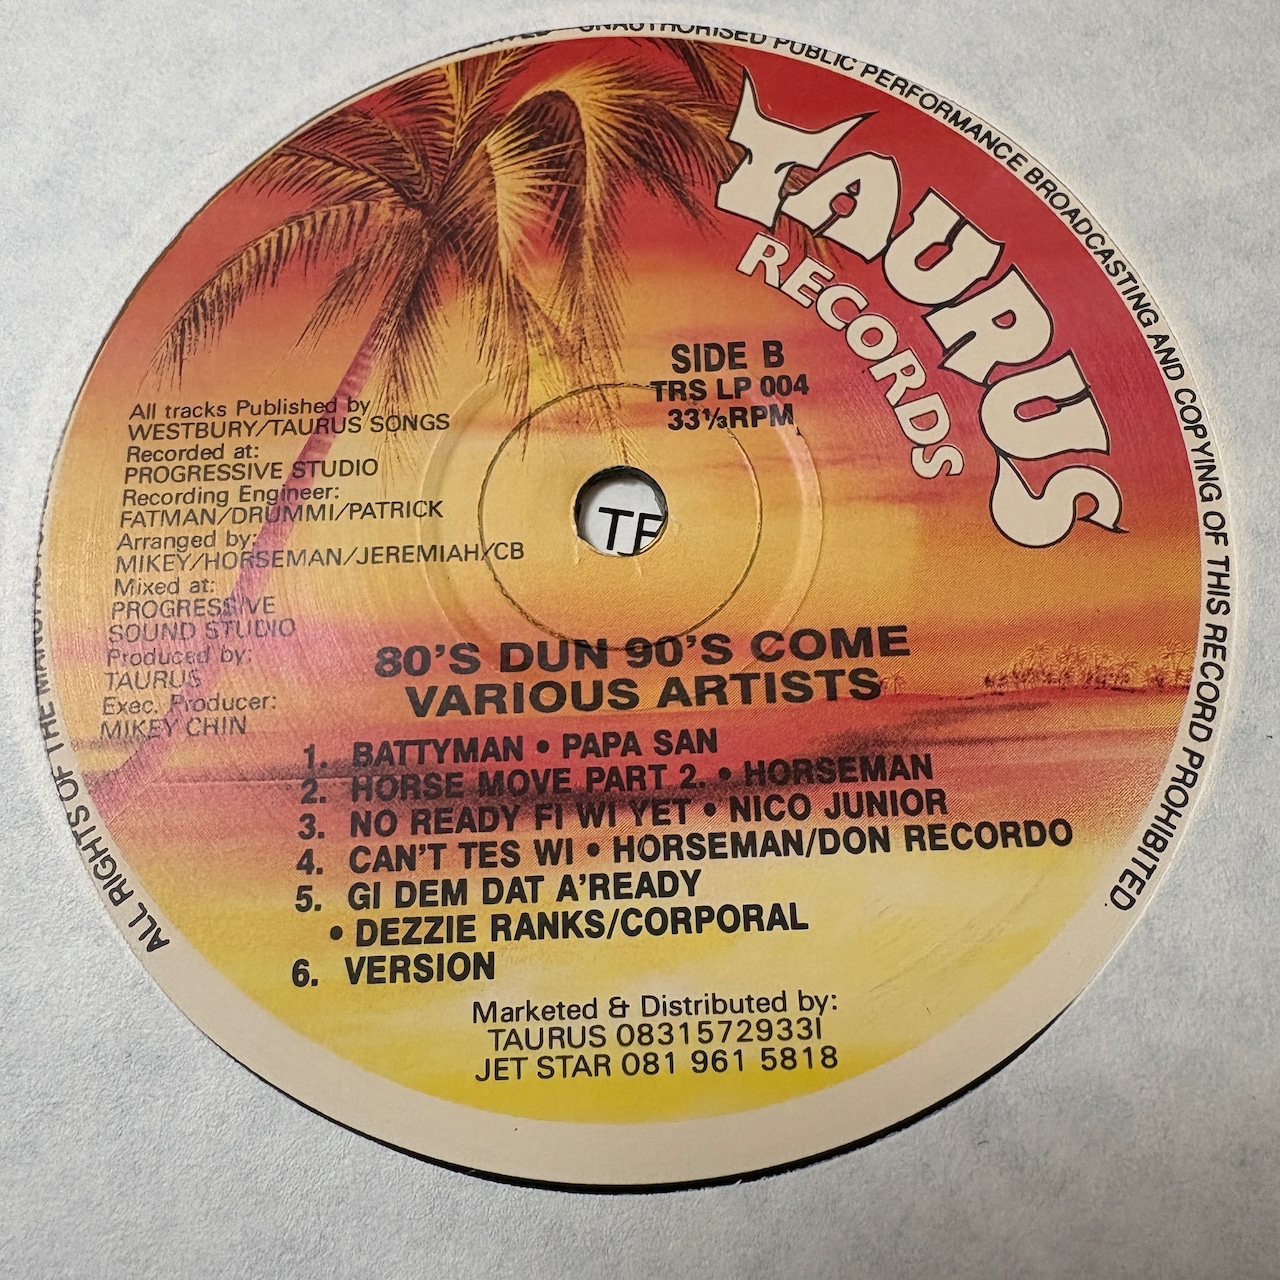 ALL RIGHTS OF THE
UNAUTHORISED PUBLIC PERFORMANCE BROADCASTING AND COPYING OF THIS RECORD PROHIBITED.
TAURUS
RECORDS
SIDE B
TRS LP 004
33⅓RPM
All tracks Published by
WESTBURY/TAURUS SONGS
Recorded at:
PROGRESSIVE STUDIO
Recording Engineer:
FATMAN/DRUMMI/PATRICK
Arranged by:
MIKEY/HORSEMAN/JEREMIAH/CB
Mixed at:
PROGRESSIVE
SOUND STUDIO
Produced by:
TAURUS
Exec. Producer:
MIKEY CHIN
80'S DUN 90'S COME
VARIOUS ARTISTS
1. BATTYMAN • PAPA SAN
2. HORSE MOVE PART 2. • HORSEMAN
3. NO READY FI WI YET • NICO JUNIOR
4. CAN'T TES WI • HORSEMAN/DON RECORDO
5. GI DEM DAT A'READY
• DEZZIE RANKS/CORPORAL
6. VERSION
Marketed & Distributed by:
TAURUS 08315729331
JET STAR 081 961 5818